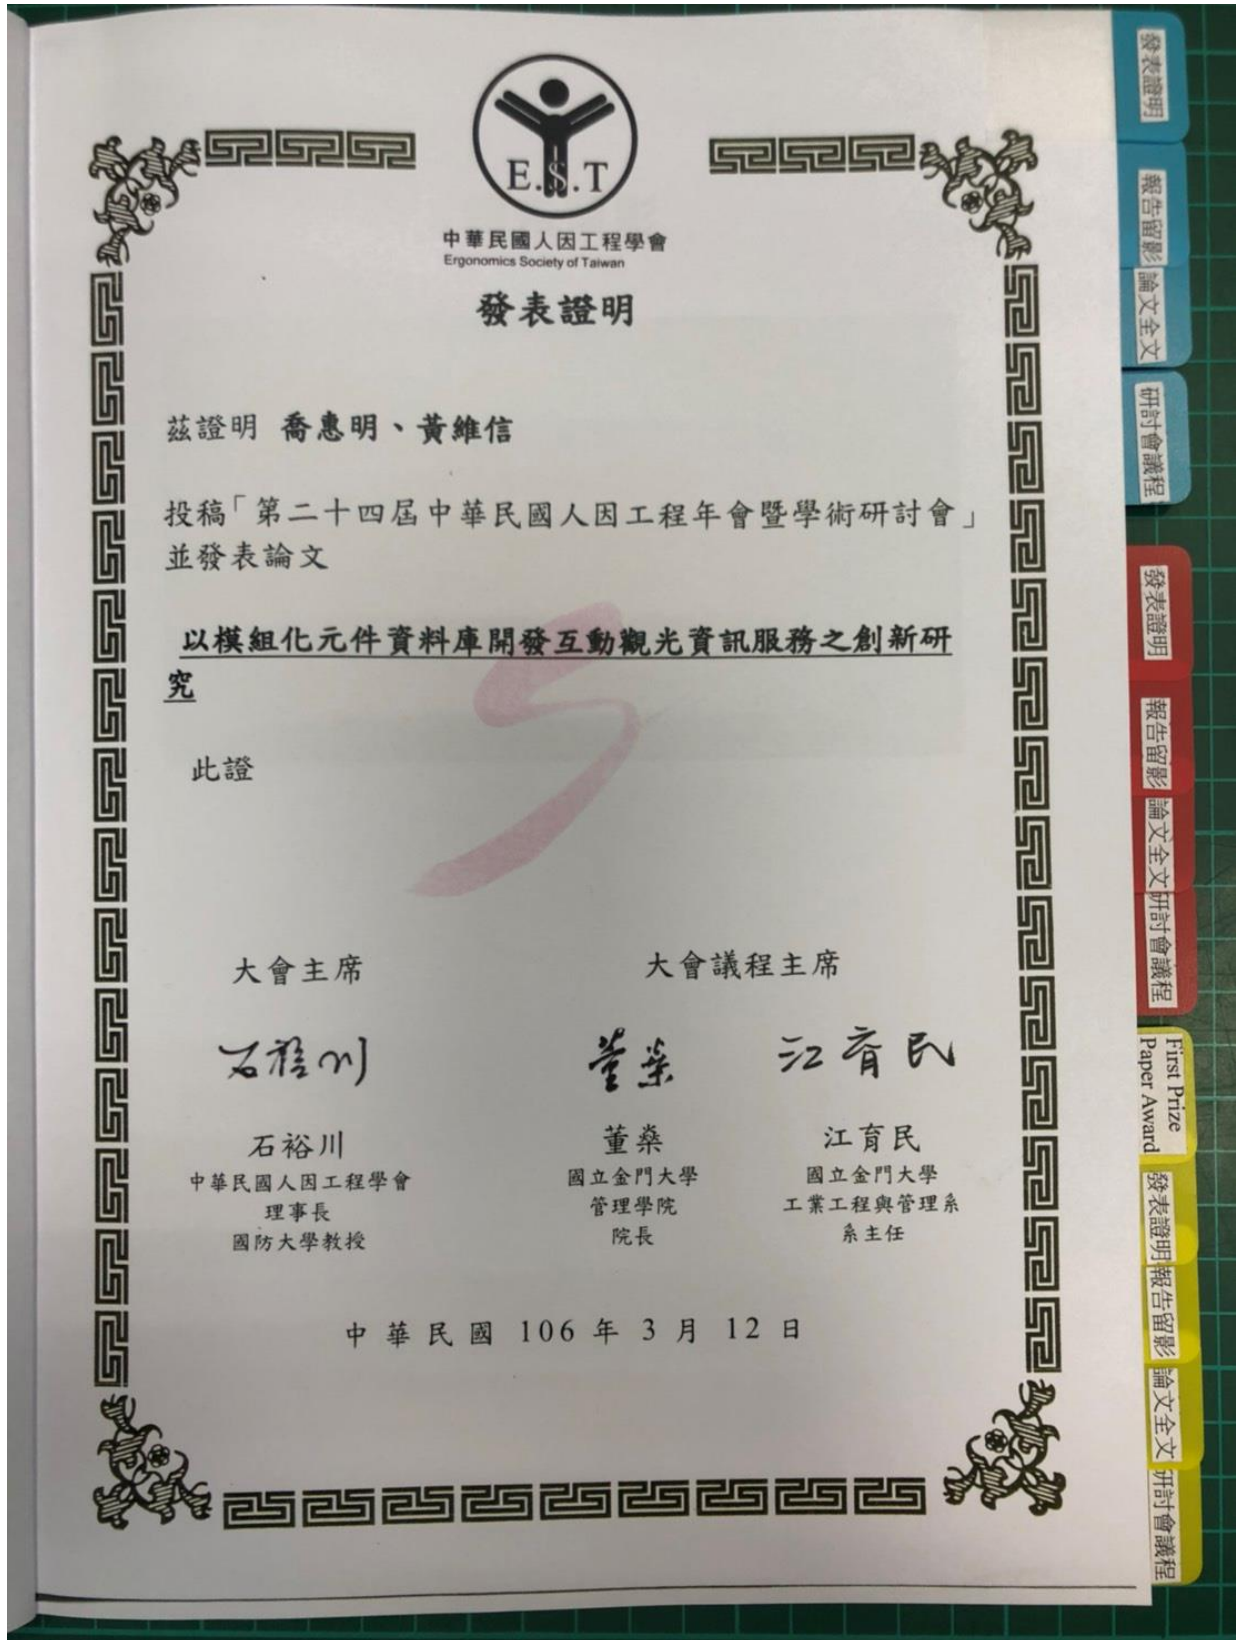 E.S.T
中華民國人因工程學會
Ergonomics Society of Taiwan
發表證明
茲證明 喬惠明、黃維信
投稿「第二十四屆中華民國人因工程年會暨學術研討會」
並發表論文
以模組化元件資料庫開發互動觀光資訊服務之創新研
究
此證
大會主席
大會議程主席
石裕川
董燊
江育民
石裕川
中華民國人因工程學會
理事長
國防大學教授
董燊
國立金門大學
管理學院
院長
江育民
國立金門大學
工業工程與管理系
系主任
中華民國 106 年 3 月 12 日
發表證明
報告留影
論文全文
研討會議程
發表證明
報告留影
論文全文
研討會議程
First Prize
Paper Award
發表證明
報告留影
論文全文
研討會議程